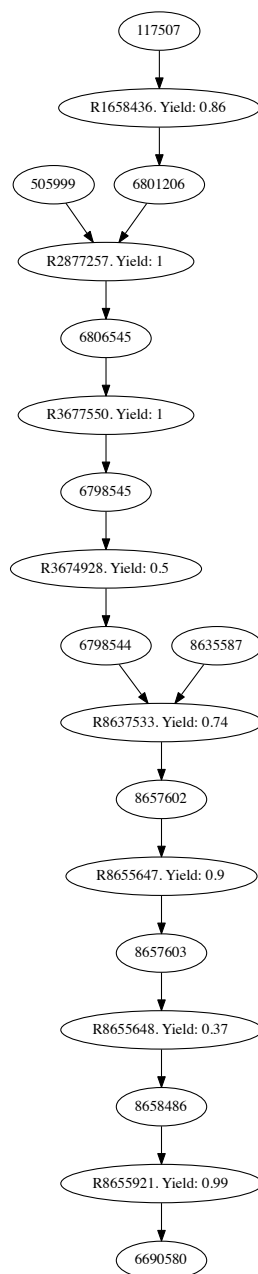 117507
R1658436. Yield: 0.86
505999
6801206
R2877257. Yield: 1
6806545
R3677550. Yield: 1
6798545
R3674928. Yield: 0.5
6798544
8635587
R8637533. Yield: 0.74
8657602
R8655647. Yield: 0.9
8657603
R8655648. Yield: 0.37
8658486
R8655921. Yield: 0.99
6690580